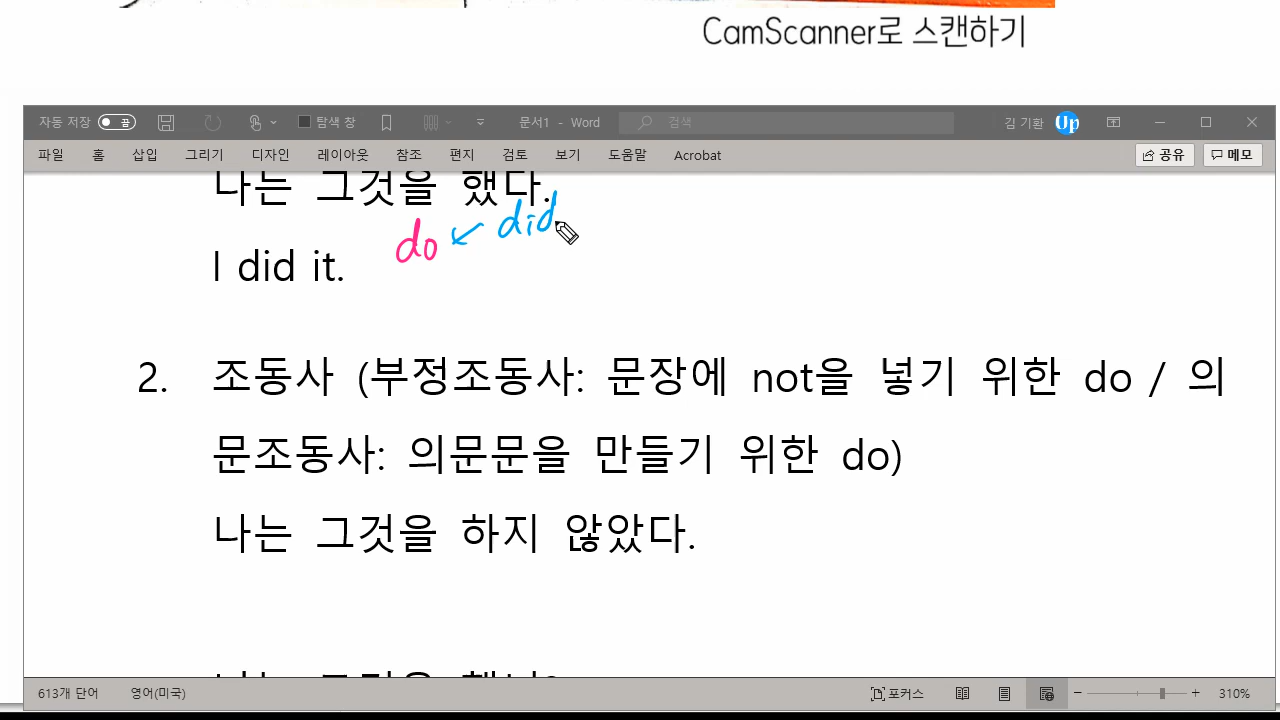 CamScanner로 스캔하기
자동 저장 끔 탐색 창 문서1 - Word 검색 김 기환 Up
파일 홈 삽입 그리기 디자인 레이아웃 참조 편지 검토 보기 도움말 Acrobat 공유 메모
나는 그것을 했다.
do ← did
I did it.
2. 조동사 (부정조동사: 문장에 not을 넣기 위한 do / 의
문조동사: 의문문을 만들기 위한 do)
나는 그것을 하지 않았다.
나는 그것을
613개 단어 영어(미국) 포커스 310%